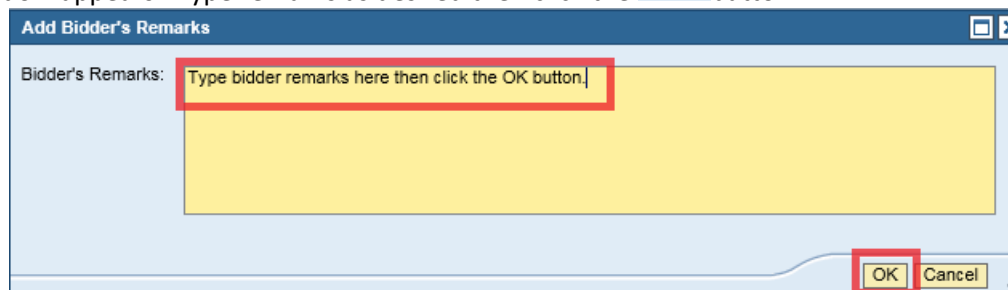 Add Bidder's Remarks
Bidder's Remarks: Type bidder remarks here then click the OK button.
OK Cancel